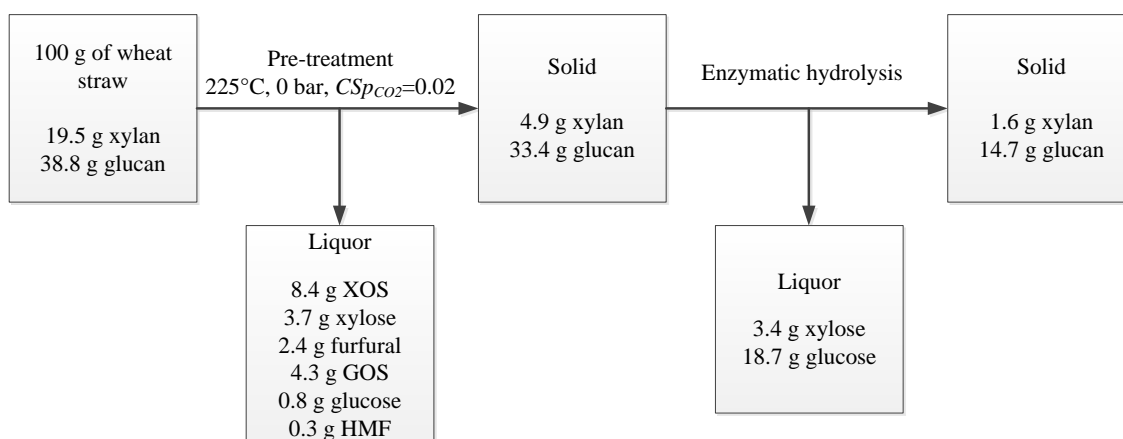 100 g of wheat
straw
19.5 g xylan
38.8 g glucan
Pre-treatment
225°C, 0 bar, CSpCO2=0.02
Solid
4.9 g xylan
33.4 g glucan
Enzymatic hydrolysis
Solid
1.6 g xylan
14.7 g glucan
Liquor
8.4 g XOS
3.7 g xylose
2.4 g furfural
4.3 g GOS
0.8 g glucose
0.3 g HMF
Liquor
3.4 g xylose
18.7 g glucose